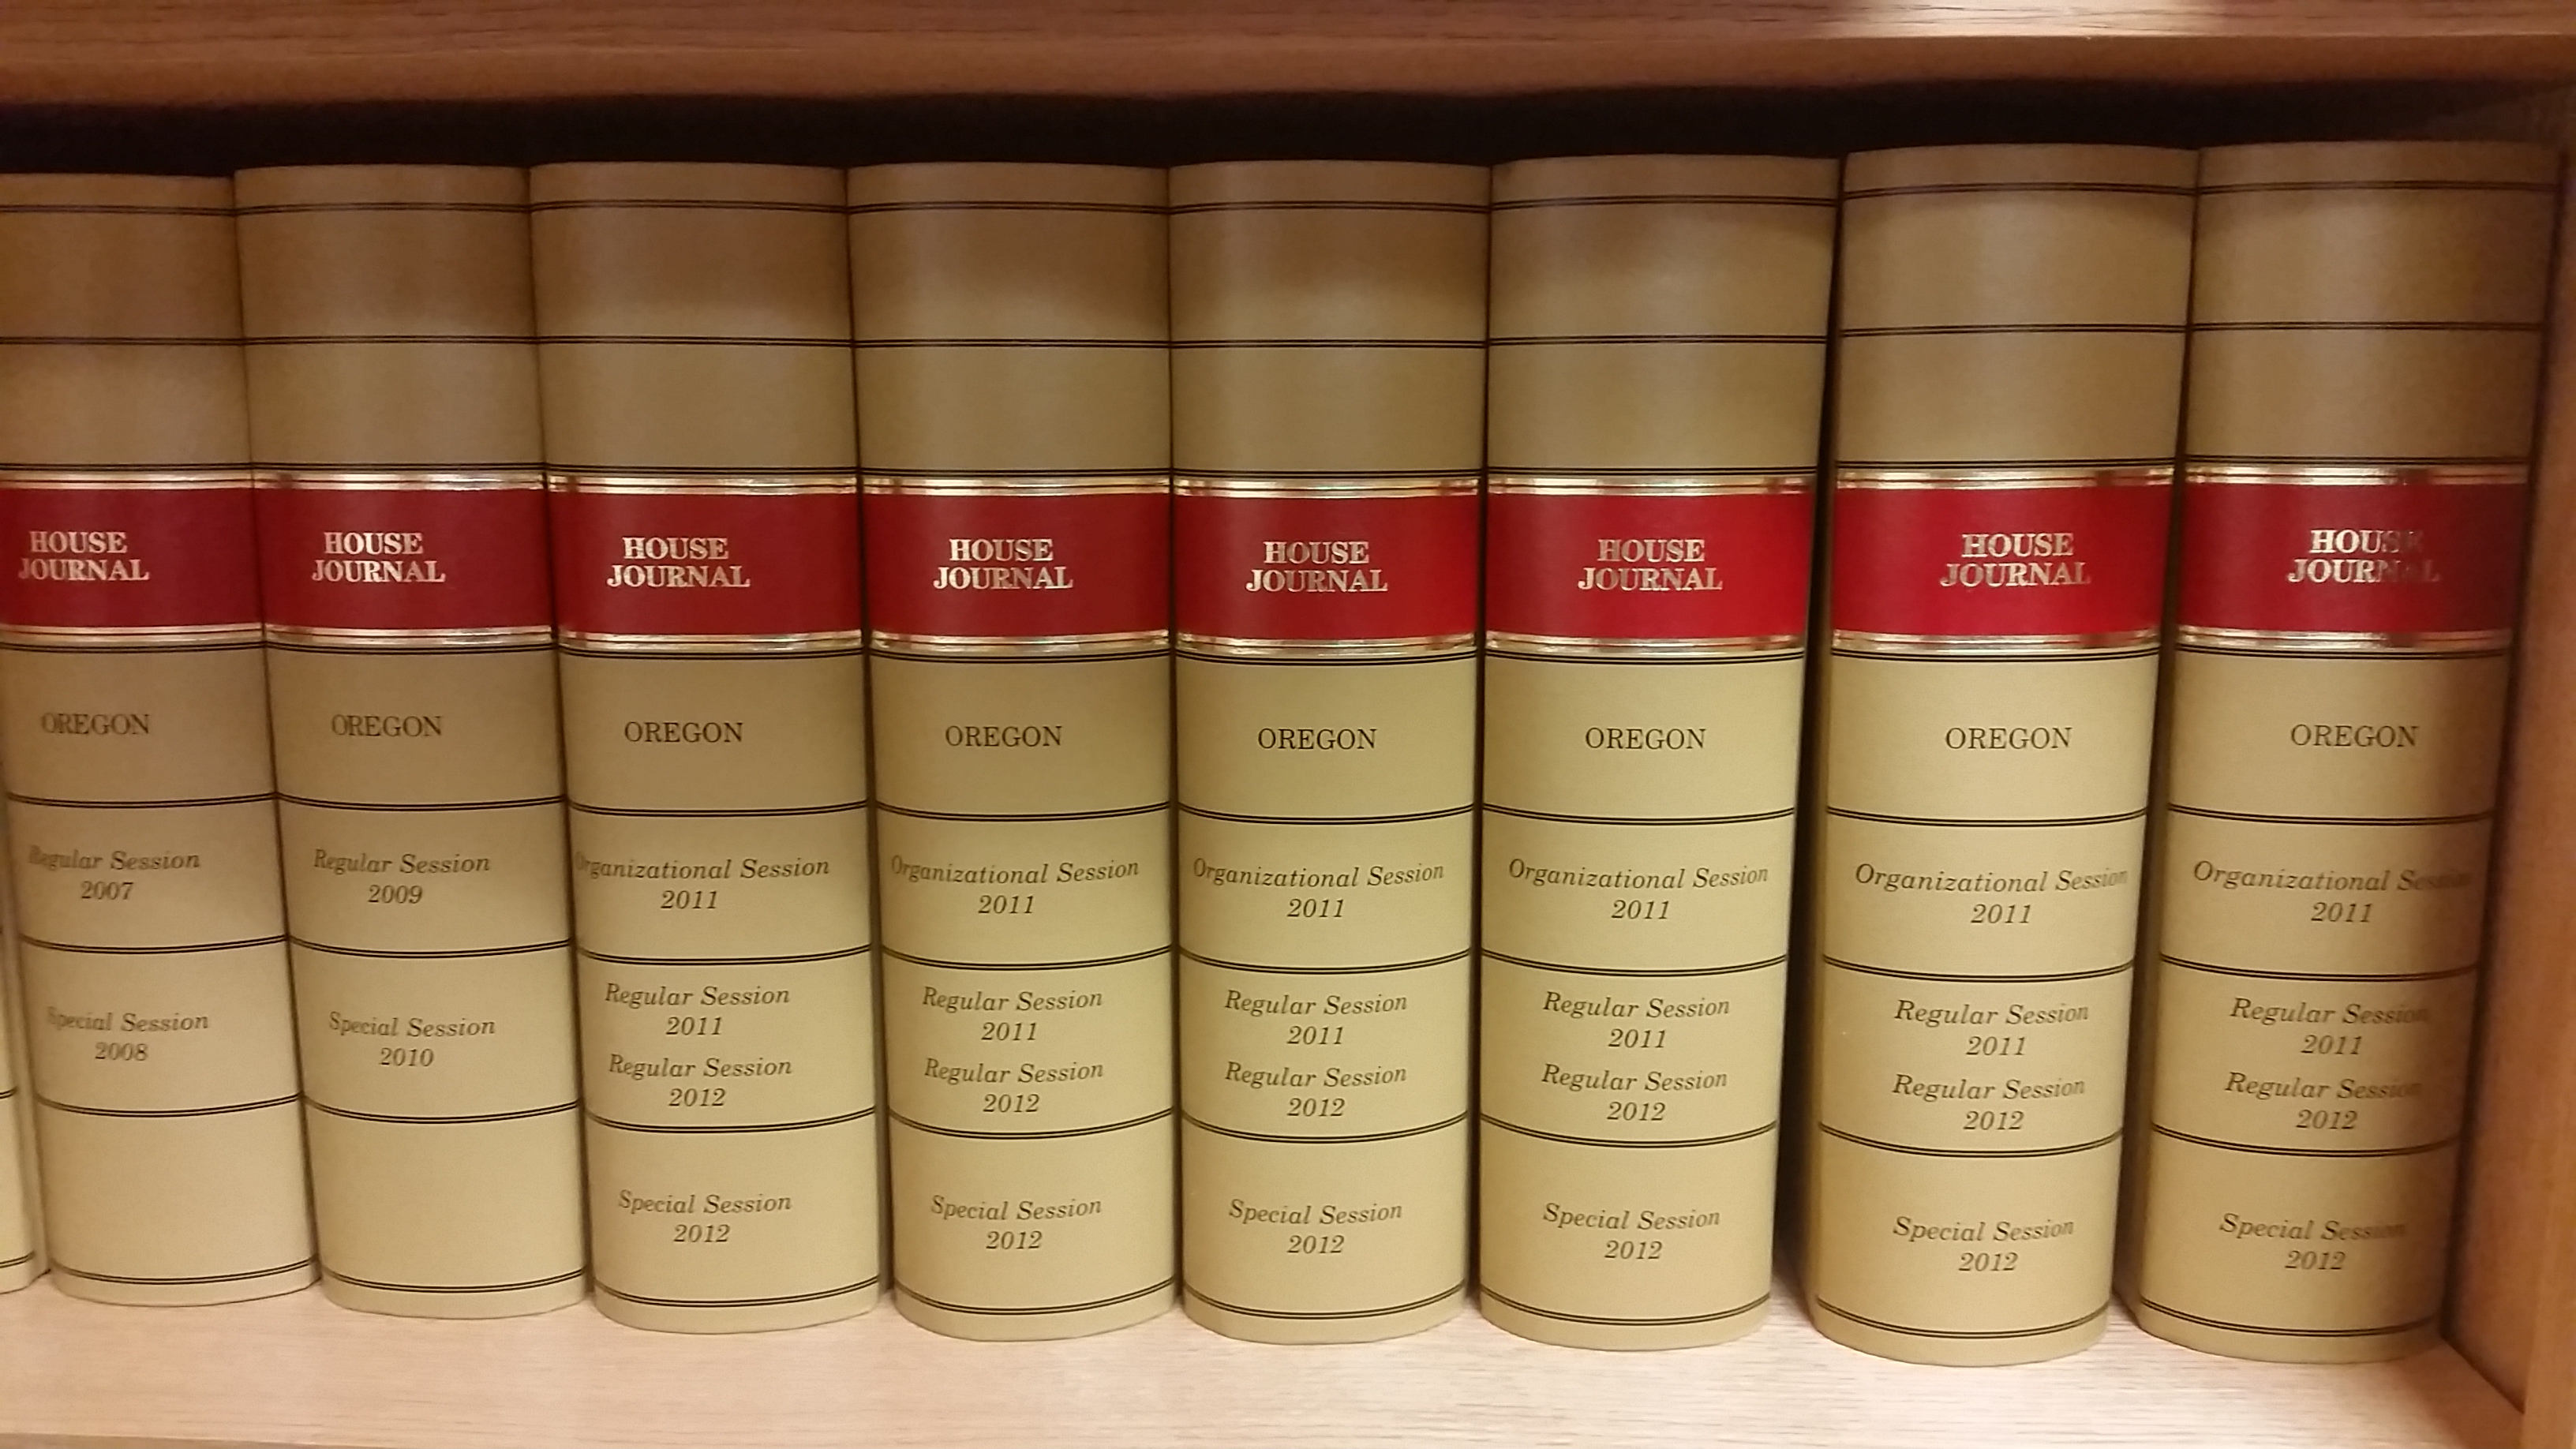 HOUSE
JOURNAL
OREGON
Regular Session
2007
Special Session
2008
HOUSE
JOURNAL
OREGON
Regular Session
2009
Special Session
2010
HOUSE
JOURNAL
OREGON
Organizational Session
2011
Regular Session
2011
Regular Session
2012
Special Session
2012
HOUSE
JOURNAL
OREGON
Organizational Session
2011
Regular Session
2011
Regular Session
2012
Special Session
2012
HOUSE
JOURNAL
OREGON
Organizational Session
2011
Regular Session
2011
Regular Session
2012
Special Session
2012
HOUSE
JOURNAL
OREGON
Organizational Session
2011
Regular Session
2011
Regular Session
2012
Special Session
2012
HOUSE
JOURNAL
OREGON
Organizational Session
2011
Regular Session
2011
Regular Session
2012
Special Session
2012
HOUSE
JOURNAL
OREGON
Organizational Session
2011
Regular Session
2011
Regular Session
2012
Special Session
2012